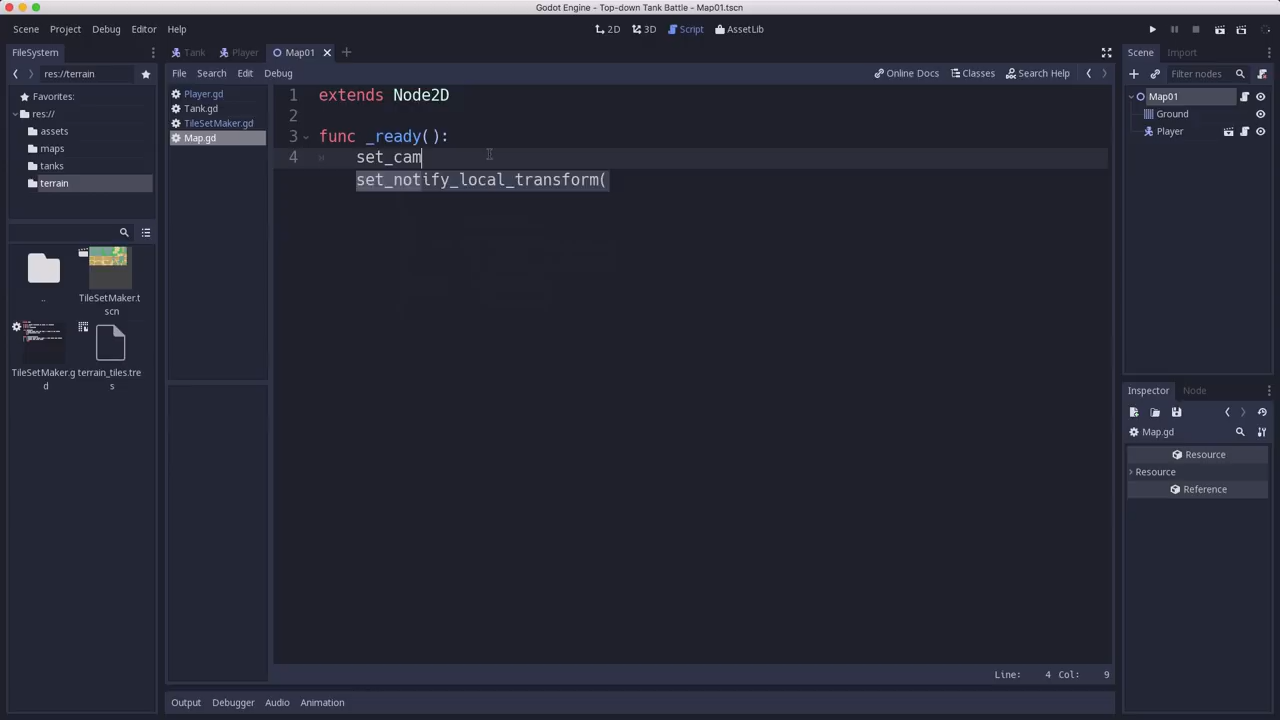 Godot Engine - Top-down Tank Battle - Map01.tscn
Scene Project Debug Editor Help
2D 3D Script AssetLib
FileSystem
res://terrain
Favorites:
res://
assets
maps
tanks
terrain
..
TileSetMaker.t
scn
TileSetMaker.g
d
terrain_tiles.tre
s
Tank Player Map01
File Search Edit Debug
Online Docs Classes Search Help
Player.gd
Tank.gd
TileSetMaker.gd
Map.gd
1 extends Node2D
2
3 func _ready():
4 set_cam
set_notify_local_transform(
Line: 4 Col: 9
Output Debugger Audio Animation
Scene Import
Filter nodes
Map01
Ground
Player
Inspector Node
Map.gd
Resource
Resource
Reference